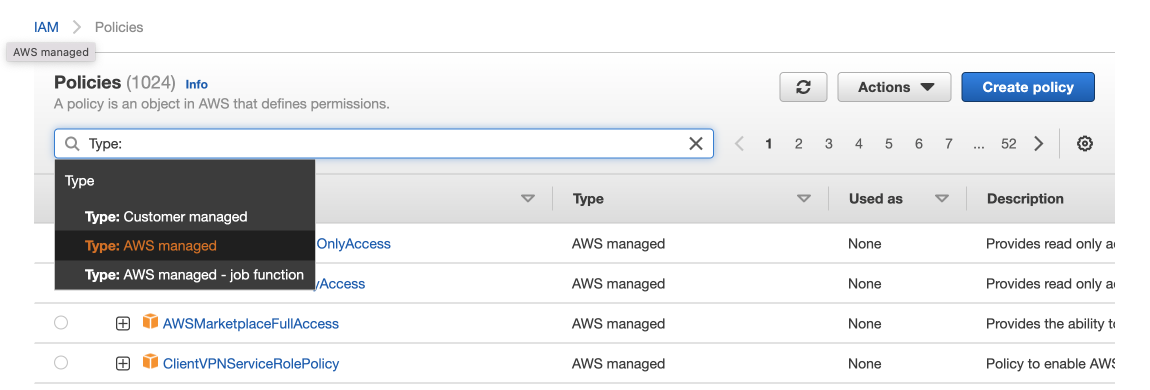 IAM > Policies
AWS managed
Policies (1024) Info
A policy is an object in AWS that defines permissions.
Actions
Create policy
Type:
1 2 3 4 5 6 7 ... 52
Type
Type: Customer managed
Type: AWS managed
Type: AWS managed - job function
Type Used as Description
OnlyAccess AWS managed None Provides read only a
yAccess AWS managed None Provides read only a
AWSMarketplaceFullAccess AWS managed None Provides the ability t
ClientVPNServiceRolePolicy AWS managed None Policy to enable AWS